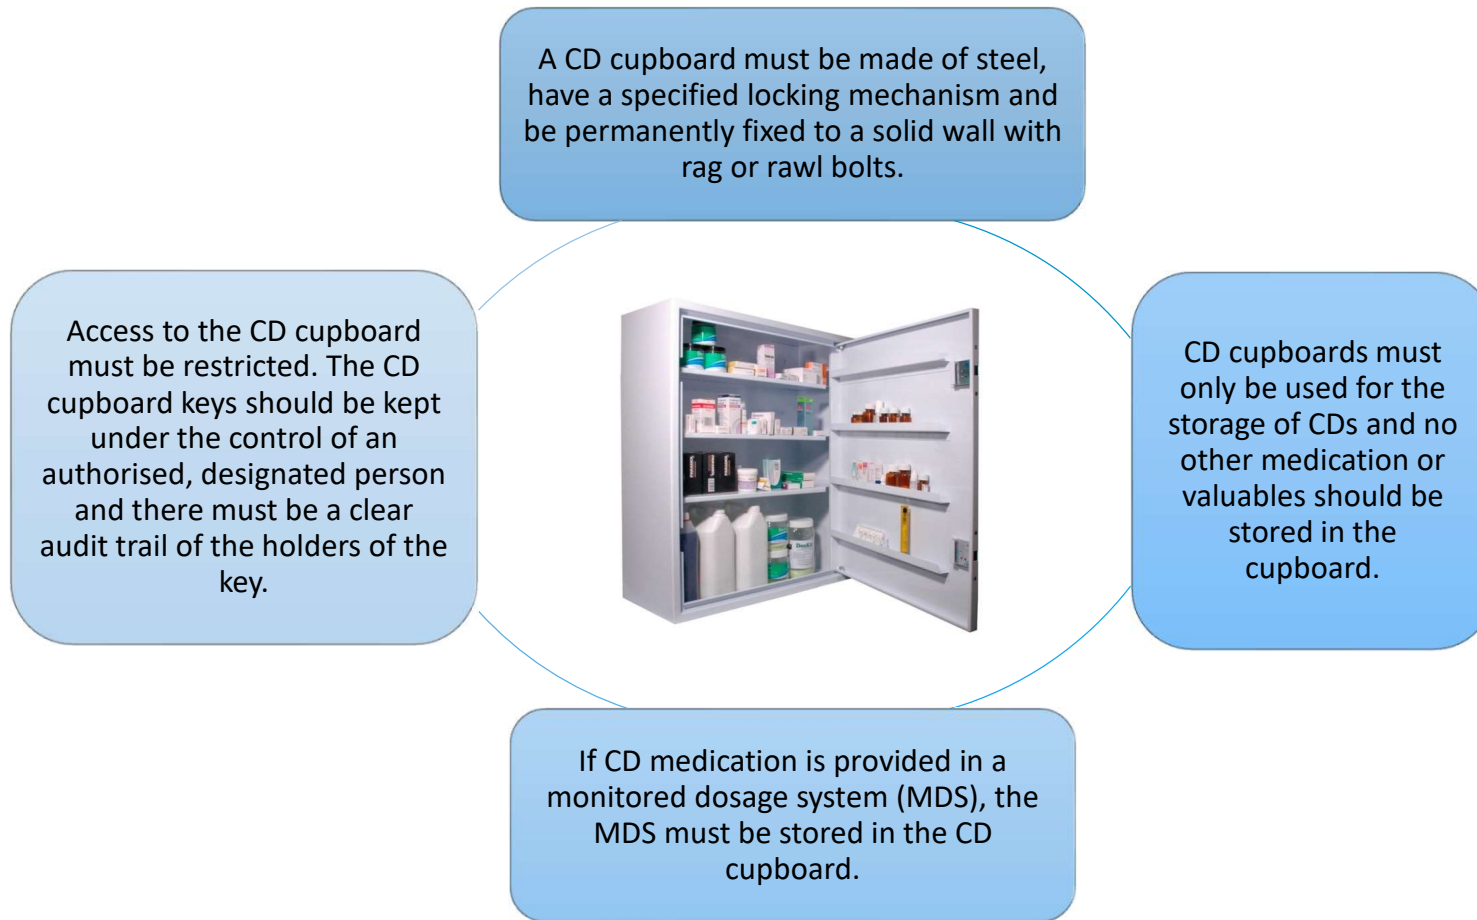 A CD cupboard must be made of steel,
have a specified locking mechanism and
be permanently fixed to a solid wall with
rag or rawl bolts.
Access to the CD cupboard
must be restricted. The CD
cupboard keys should be kept
under the control of an
authorised, designated person
and there must be a clear
audit trail of the holders of the
key.
CD cupboards must
only be used for the
storage of CDs and no
other medication or
valuables should be
stored in the
cupboard.
If CD medication is provided in a
monitored dosage system (MDS), the
MDS must be stored in the CD
cupboard.